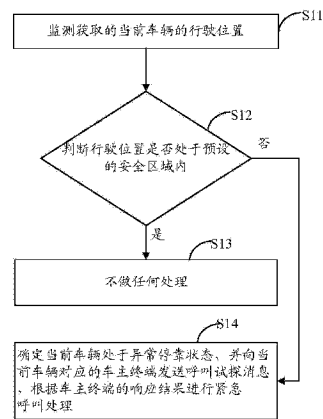 S11
监测获取的当前车辆的行驶位置
S12
判断行驶位置是否处于预设
的安全区域内
否
是
S13
不做任何处理
S14
确定当前车辆处于异常停靠状态、并向当
前车辆对应的车主终端发送呼叫试探消息
、根据车主终端的响应结果进行紧急
呼叫处理